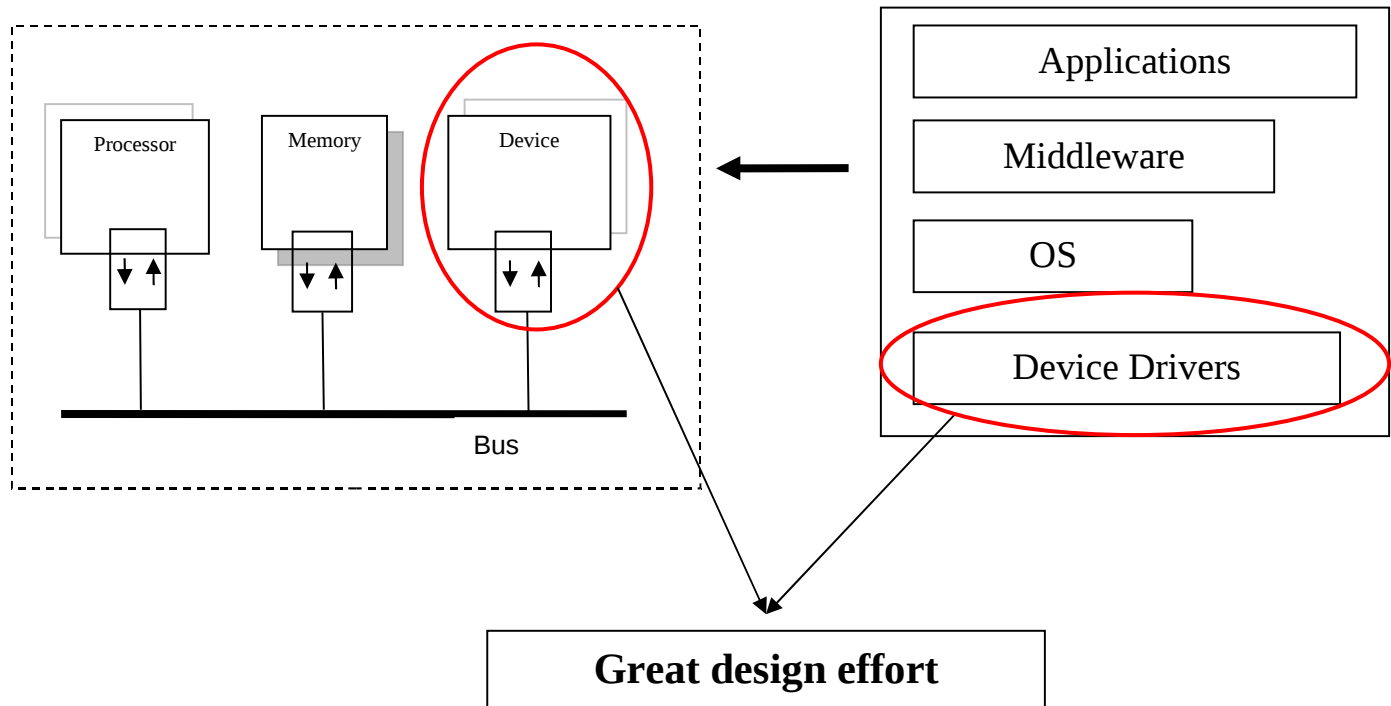 Processor
Memory
Device
Bus
Applications
Middleware
OS
Device Drivers
Great design effort